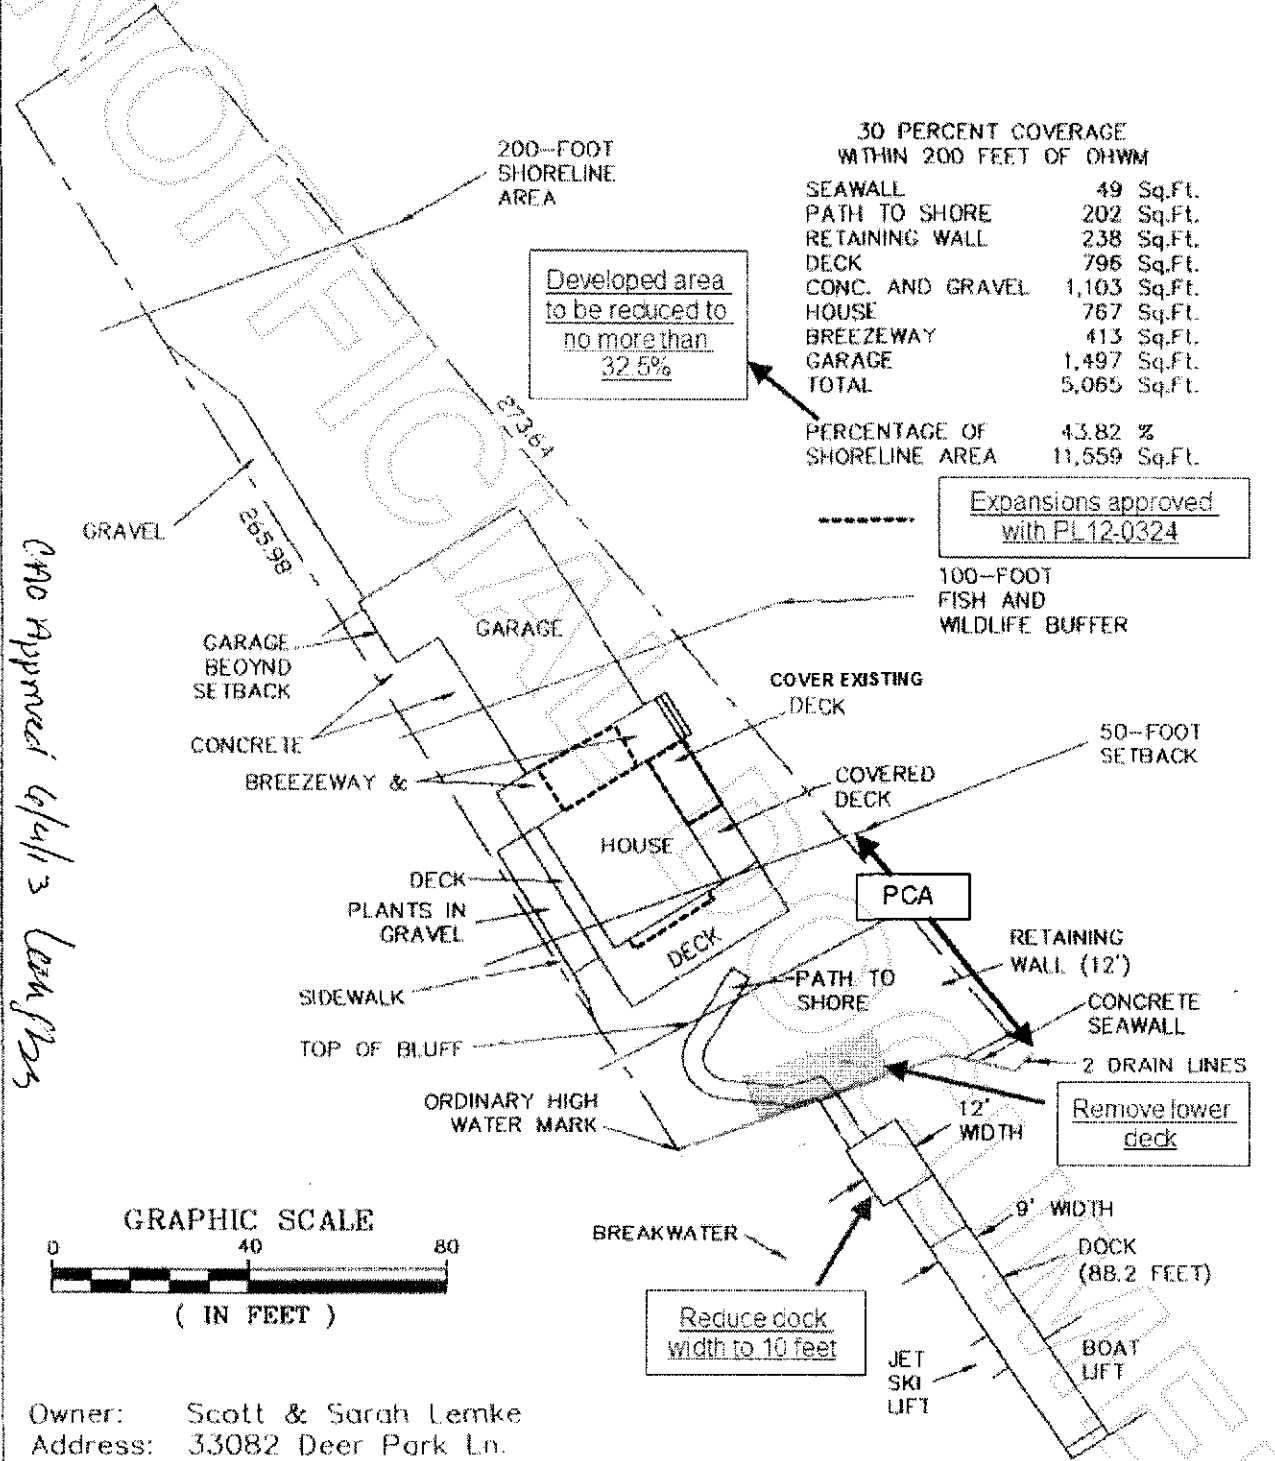 30 PERCENT COVERAGE
WITHIN 200 FEET OF OHWM
SEAWALL 49 Sq.Ft.
PATH TO SHORE 202 Sq.Ft.
RETAINING WALL 238 Sq.Ft.
DECK 796 Sq.Ft.
CONC. AND GRAVEL 1,103 Sq.Ft.
HOUSE 767 Sq.Ft.
BREEZEWAY 413 Sq.Ft.
GARAGE 1,497 Sq.Ft.
TOTAL 5,065 Sq.Ft.
PERCENTAGE OF 43.82 %
SHORELINE AREA 11,559 Sq.Ft.
200-FOOT
SHORELINE
AREA
Developed area
to be reduced to
no more than
32.5%
Expansions approved
with PL12-0324
273.64
265.98
GRAVEL
100-FOOT
FISH AND
WILDLIFE BUFFER
GARAGE
GARAGE
BEOYND
SETBACK
COVER EXISTING
DECK
CONCRETE
BREEZEWAY &
50-FOOT
SETBACK
COVERED
DECK
HOUSE
DECK
PLANTS IN
GRAVEL
PCA
DECK
RETAINING
WALL (12')
SIDEWALK
PATH TO
SHORE
CONCRETE
SEAWALL
TOP OF BLUFF
2 DRAIN LINES
ORDINARY HIGH
WATER MARK
12'
WIDTH
Remove lower
deck
GRAPHIC SCALE
0 40 80
( IN FEET )
BREAKWATER
9' WIDTH
DOCK
(88.2 FEET)
Reduce dock
width to 10 feet
JET
SKI
LIFT
BOAT
LIFT
Owner: Scott & Sarah Lemke
Address: 33082 Deer Park Ln.
CAO Approved 6/4/13
UNOFFICIAL DOCUMENT